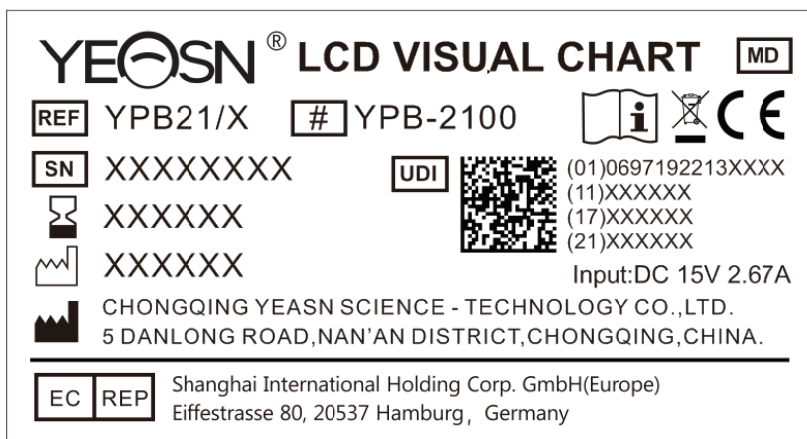 YEASN ® LCD VISUAL CHART MD
REF YPB21/X # YPB-2100
CE
SN XXXXXXXX
UDI
(01)0697192213XXXX
(11)XXXXXX
(17)XXXXXX
(21)XXXXXX
XXXXXX
XXXXXX
Input:DC 15V 2.67A
CHONGQING YEASN SCIENCE - TECHNOLOGY CO.,LTD.
5 DANLONG ROAD,NAN'AN DISTRICT,CHONGQING,CHINA.
EC REP
Shanghai International Holding Corp. GmbH(Europe)
Eiffestrasse 80, 20537 Hamburg，Germany